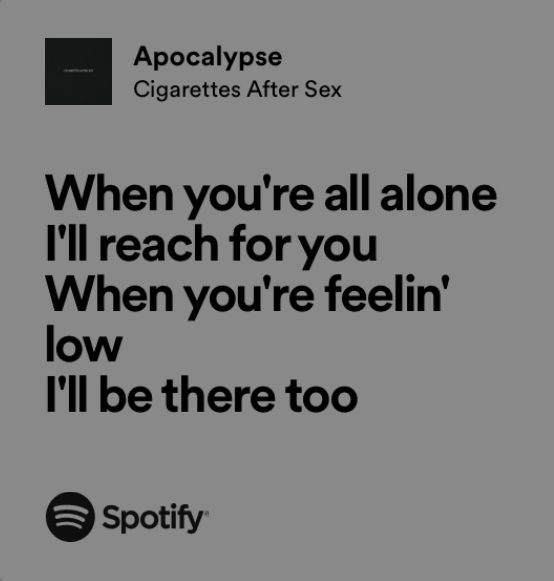 Apocalypse
Cigarettes After Sex
When you're all alone
I'll reach for you
When you're feelin'
low
I'll be there too
Spotify